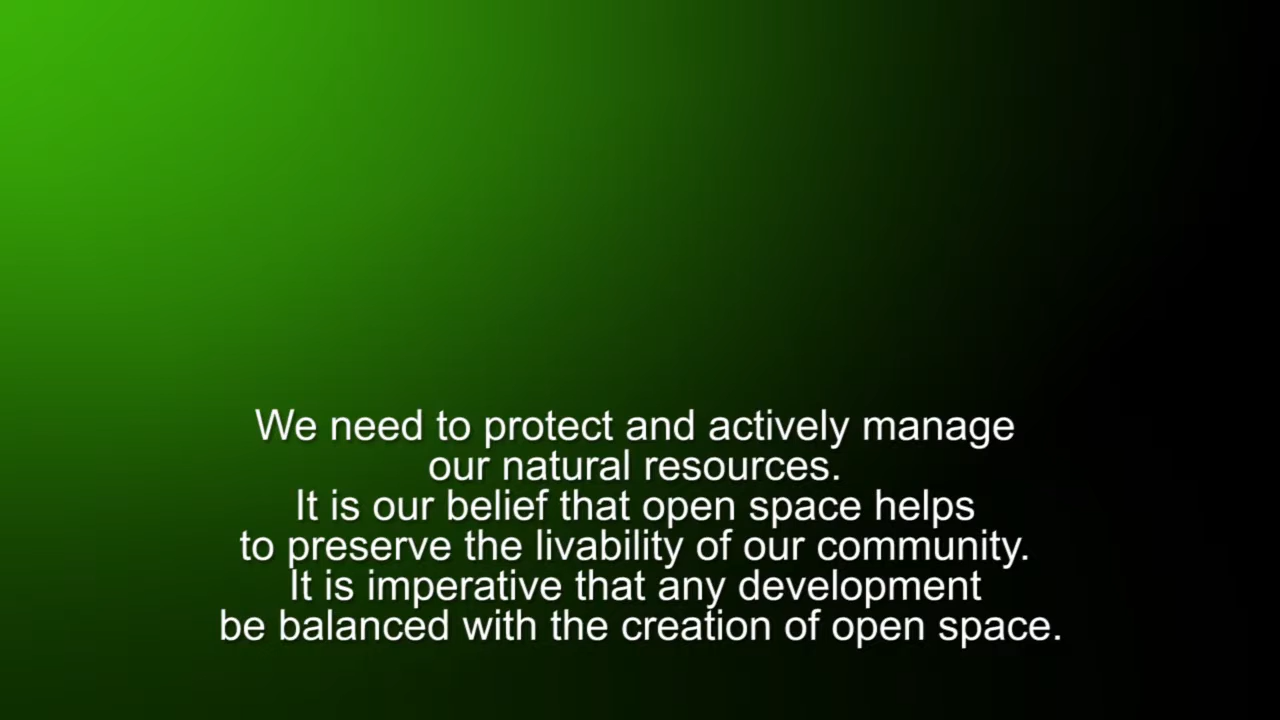 We need to protect and actively manage
our natural resources.
It is our belief that open space helps
to preserve the livability of our community.
It is imperative that any development
be balanced with the creation of open space.